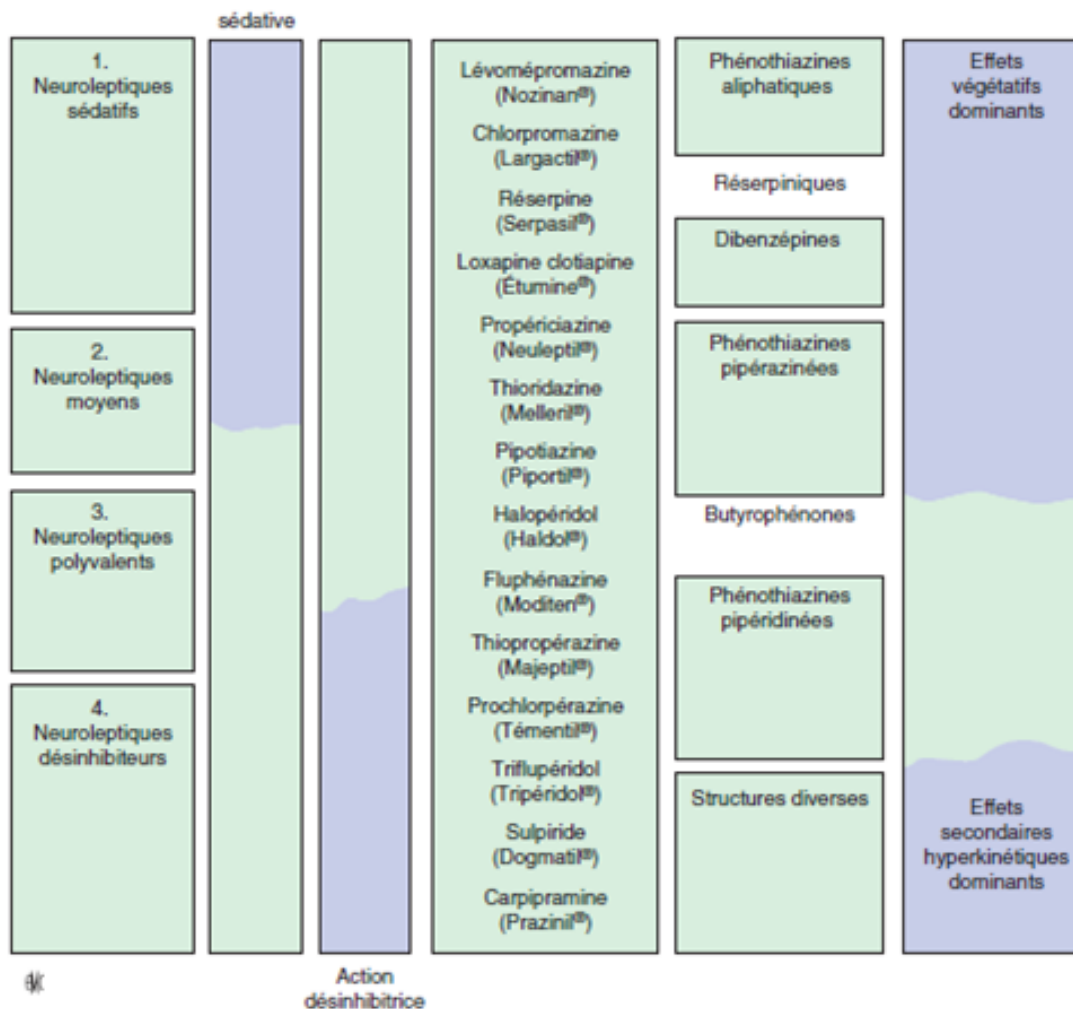 sédative
1.
Neuroleptiques
sédatifs
2.
Neuroleptiques
moyens
3.
Neuroleptiques
polyvalents
4.
Neuroleptiques
désinhibiteurs
Action
désinhibitrice
Lévomépromazine
(Nozinan®)
Chlorpromazine
(Largactil®)
Réserpine
(Serpasil®)
Loxapine clotiapine
(Étumine®)
Propériciazine
(Neuleptil®)
Thioridazine
(Melleril®)
Pipotiazine
(Piportil®)
Halopéridol
(Haldol®)
Fluphénazine
(Moditen®)
Thiopropérazine
(Majeptil®)
Prochlorpérazine
(Témentil®)
Triflupéridol
(Tripéridol®)
Sulpiride
(Dogmatil®)
Carpipramine
(Prazinil®)
Phénothiazines
aliphatiques
Réserpiniques
Dibenzépines
Phénothiazines
pipérazinées
Butyrophénones
Phénothiazines
pipéridinées
Structures diverses
Effets
végétatifs
dominants
Effets
secondaires
hyperkinétiques
dominants